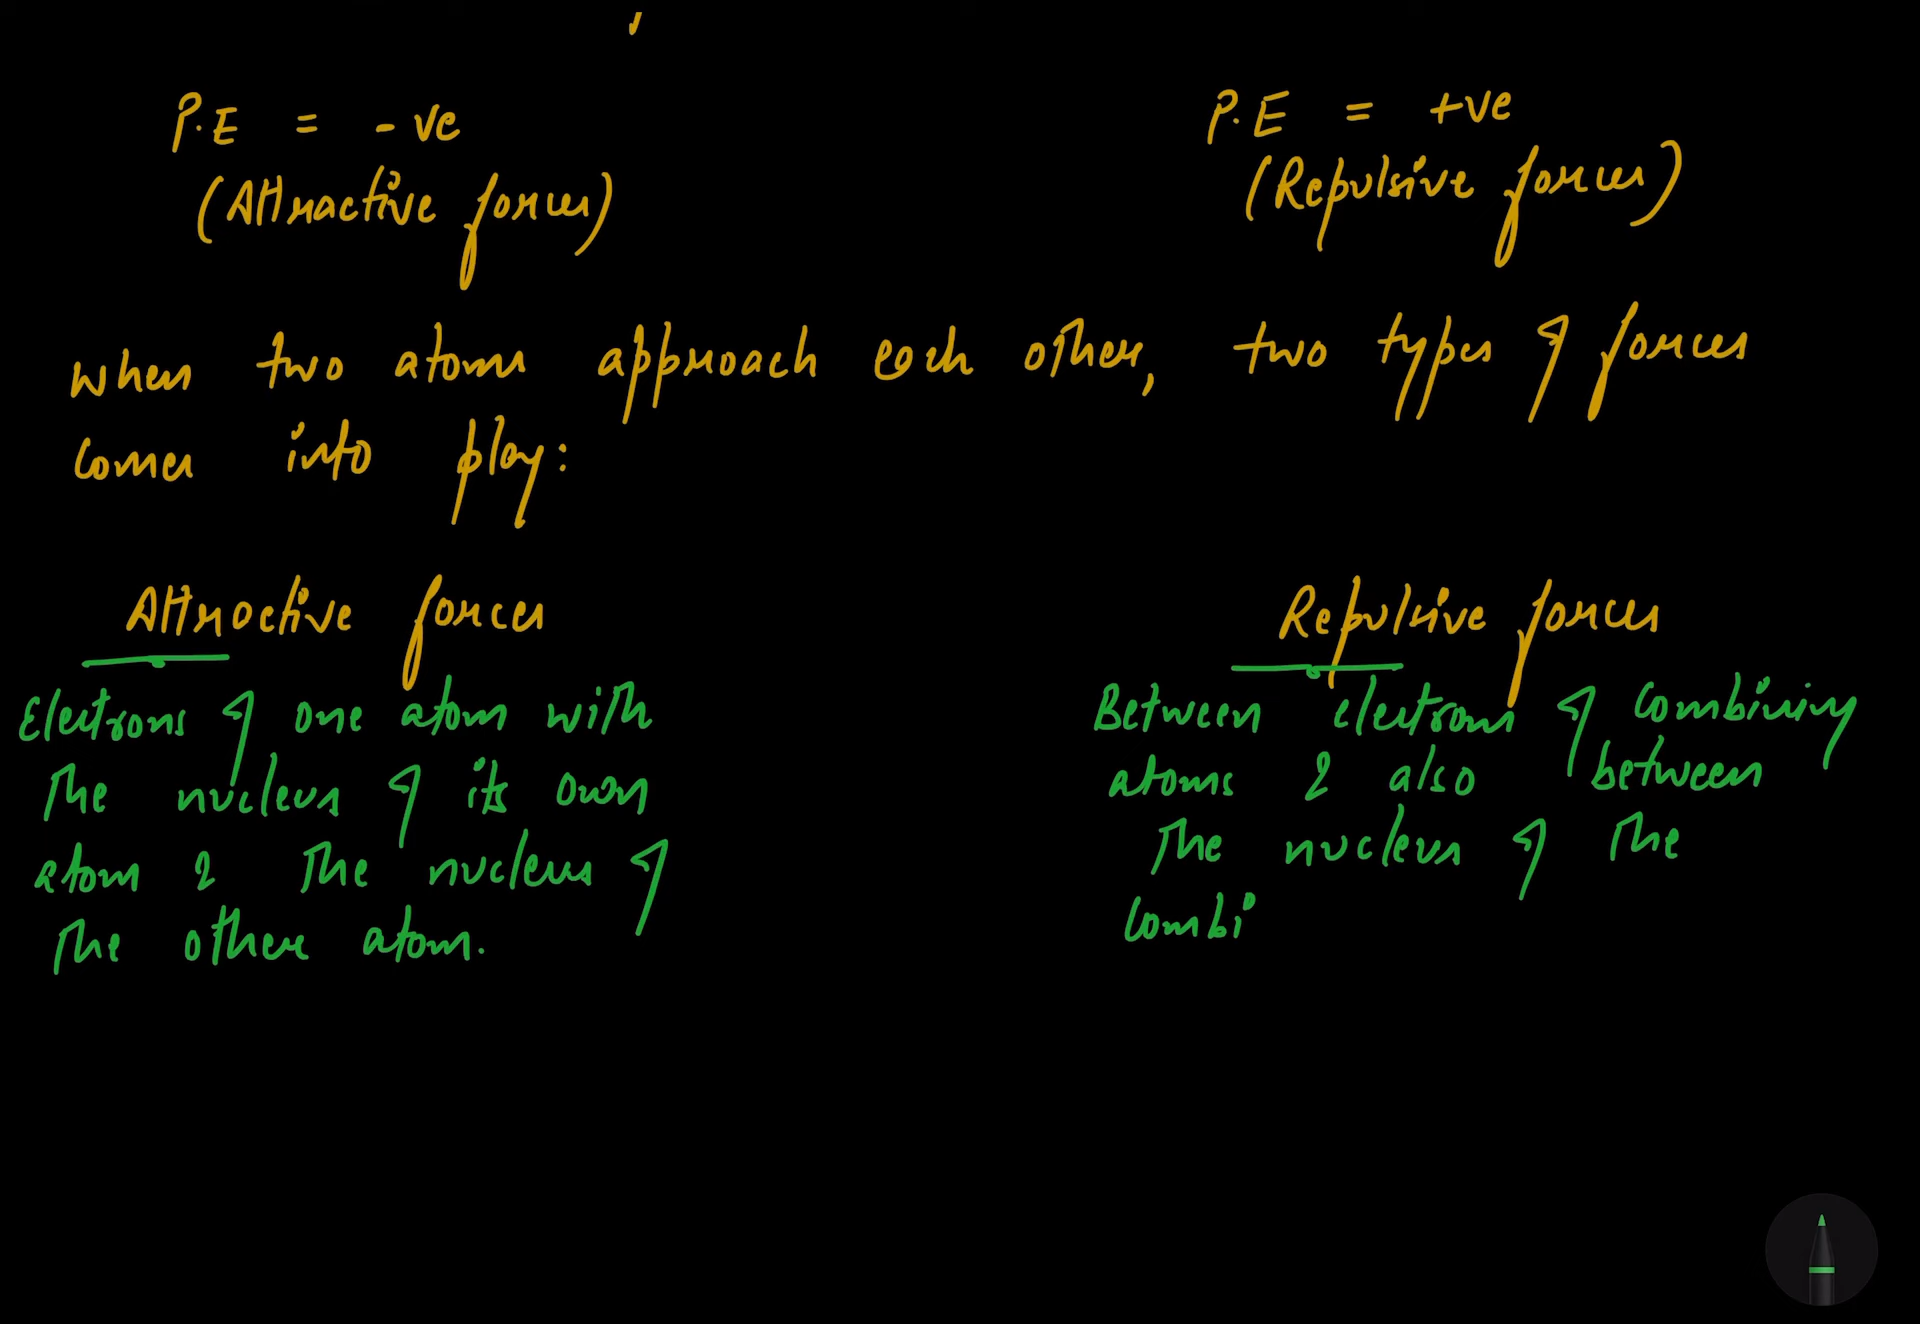 P.E = -ve
(Attractive forces)
P.E = +ve
(Repulsive forces)
When two atoms approach each other, two types of forces
comes into play:
Attractive forces
Electrons of one atom with
the nucleus of its own
atom & the nucleus of
the other atom.
Repulsive forces
Between electrons of combining
atoms & also between
the nucleus of the
combi